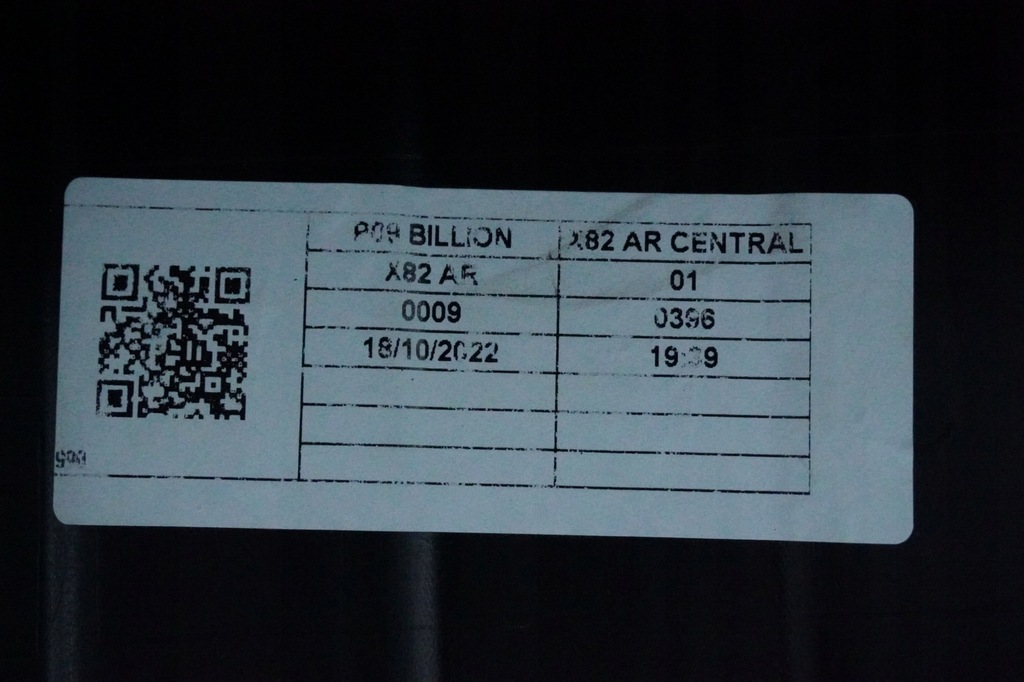 BILLION X82 AR CENTRAL
X82 AR 01
0009 0396
18/10/2022